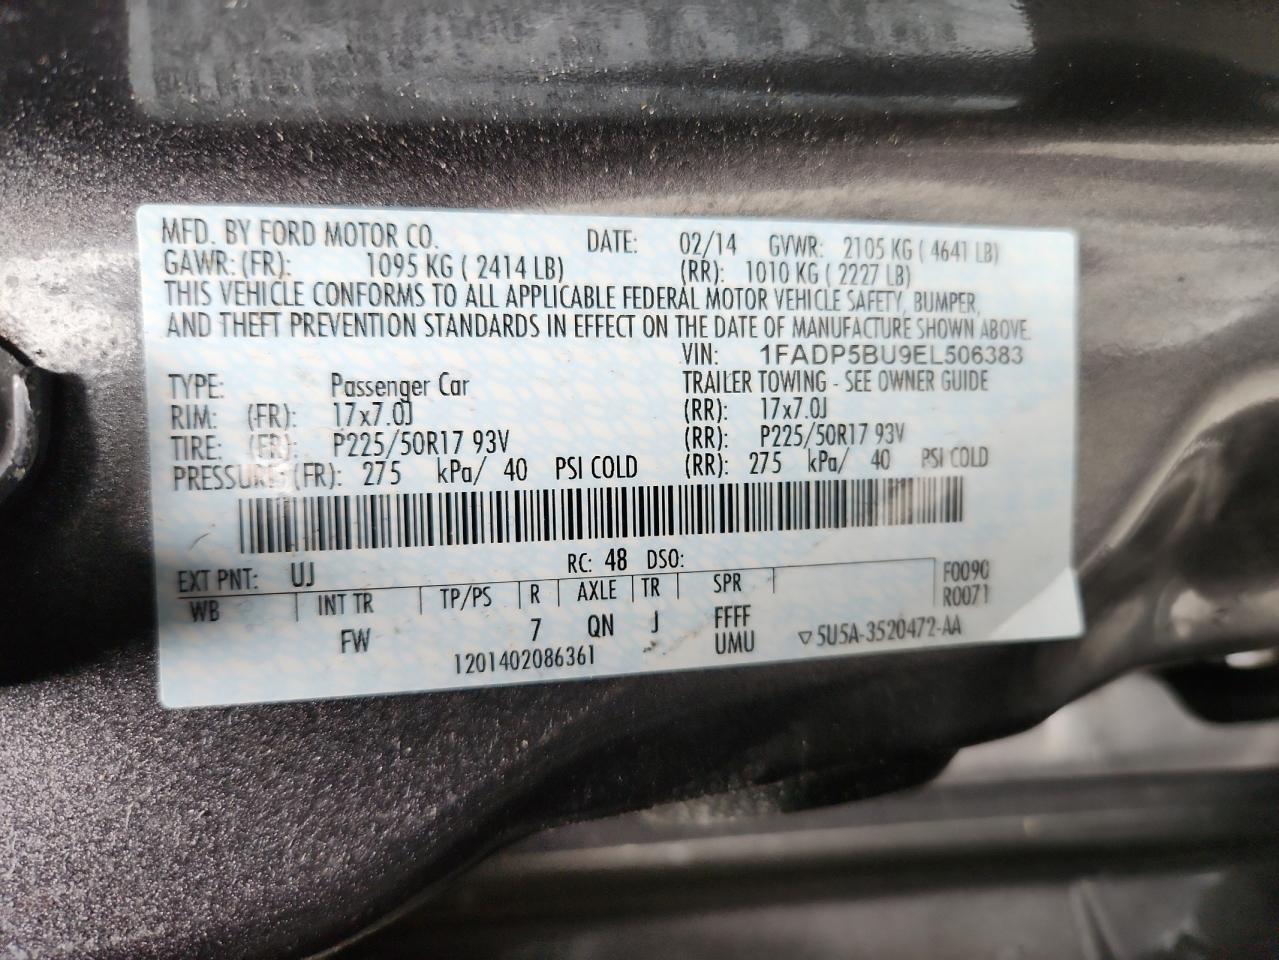 MFD. BY FORD MOTOR CO. DATE: 02/14 GVWR: 2105 KG ( 4641 LB)
GAWR: (FR): 1095 KG ( 2414 LB) (RR): 1010 KG ( 2227 LB)
THIS VEHICLE CONFORMS TO ALL APPLICABLE FEDERAL MOTOR VEHICLE SAFETY, BUMPER,
AND THEFT PREVENTION STANDARDS IN EFFECT ON THE DATE OF MANUFACTURE SHOWN ABOVE.
VIN: 1FADP5BU9EL506383
TYPE: Passenger Car TRAILER TOWING - SEE OWNER GUIDE
RIM: (FR): 17x7.0J (RR): 17x7.0J
TIRE: (FR): P225/50R17 93V (RR): P225/50R17 93V
PRESSURE: (FR): 275 kPa/ 40 PSI COLD (RR): 275 kPa/ 40 PSI COLD
EXT PNT: UJ RC: 48 DSO: F0090
WB INT TR TP/PS R AXLE TR SPR R0071
FW 7 QN J FFFF
1201402086361 UMU ▽5U5A-3520472-AA